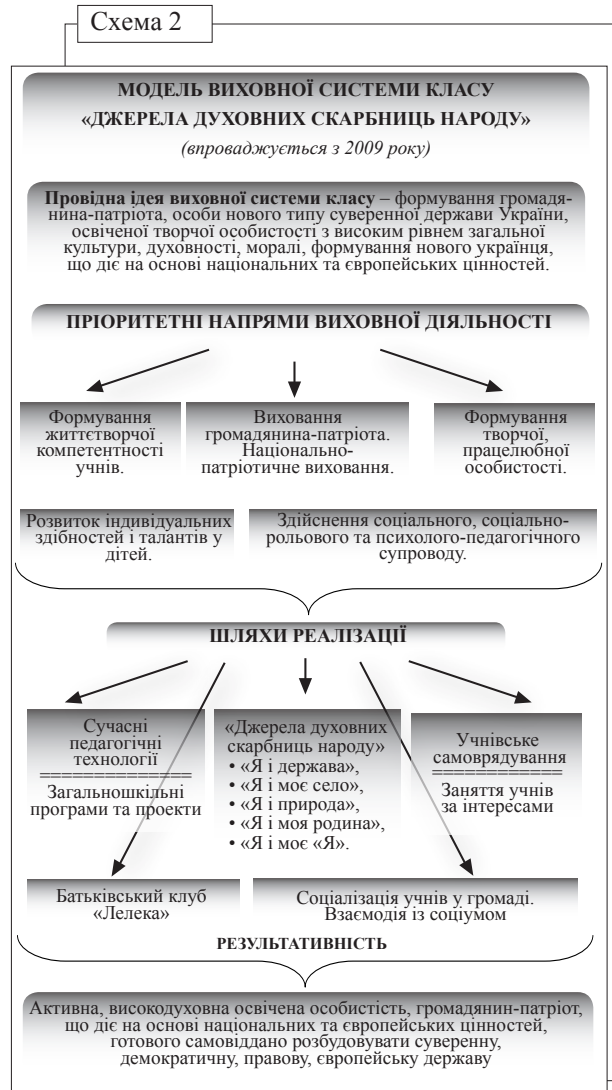 Схема 2
МОДЕЛЬ ВИХОВНОЇ СИСТЕМИ КЛАСУ
«ДЖЕРЕЛА ДУХОВНИХ СКАРБНИЦЬ НАРОДУ»
(впроваджується з 2009 року)
Провідна ідея виховної системи класу – формування громадя-
нина-патріота, особи нового типу суверенної держави України,
освіченої творчої особистості з високим рівнем загальної
культури, духовності, моралі, формування нового українця,
що діє на основі національних та європейських цінностей.
ПРІОРИТЕТНІ НАПРЯМИ ВИХОВНОЇ ДІЯЛЬНОСТІ
Формування
життєтворчої
компетентності
учнів.
Виховання
громадянина-патріота.
Національно-
патріотичне виховання.
Формування
творчої,
працелюбної
особистості.
Розвиток індивідуальних
здібностей і талантів у
дітей.
Здійснення соціального, соціально-
рольового та психолого-педагогічного
супроводу.
ШЛЯХИ РЕАЛІЗАЦІЇ
Сучасні
педагогічні
технології
==============
Загальношкільні
програми та проекти
«Джерела духовних
скарбниць народу»
• «Я і держава»,
• «Я і моє село»,
• «Я і природа»,
• «Я і моя родина»,
• «Я і моє «Я».
Учнівське
самоврядування
============
Заняття учнів
за інтересами
Батьківський клуб
«Лелека»
Соціалізація учнів у громаді.
Взаємодія із соціумом
РЕЗУЛЬТАТИВНІСТЬ
Активна, високодуховна освічена особистість, громадянин-патріот,
що діє на основі національних та європейських цінностей,
готового самовіддано розбудовувати суверенну,
демократичну, правову, європейську державу